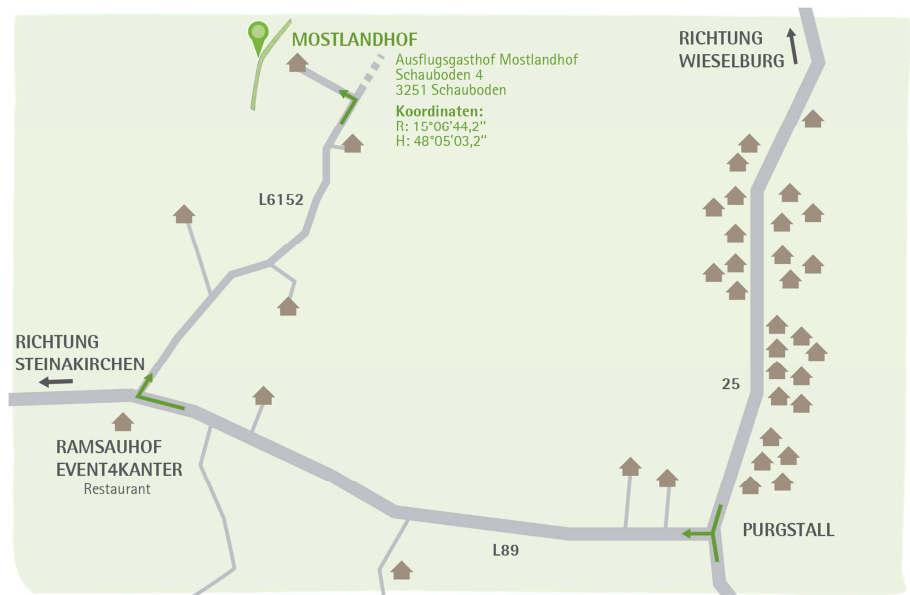 MOSTLANDHOF
Ausflugsgasthof Mostlandhof
Schauboden 4
3251 Schauboden
Koordinaten:
R: 15°06'44,2"
H: 48°05'03,2"
RICHTUNG
WIESELBURG
L6152
RICHTUNG
STEINAKIRCHEN
25
RAMSAUHOF
EVENT4KANTER
Restaurant
PURGSTALL
L89